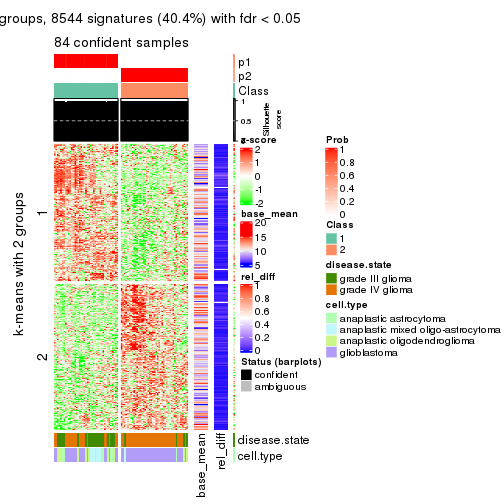 groups, 8544 signatures (40.4%) with fdr < 0.05
84 confident samples
p1
p2
Class
1
0.5
0
Silhouette
score
k-means with 2 groups
1
2
z-score
2
1
0
-1
-2
base_mean
20
15
10
5
rel_diff
1
0.8
0.6
0.4
0.2
0
Status (barplots)
confident
ambiguous
Prob
1
0.8
0.6
0.4
0.2
0
Class
1
2
disease.state
grade III glioma
grade IV glioma
cell.type
anaplastic astrocytoma
anaplastic mixed oligo-astrocytoma
anaplastic oligodendroglioma
glioblastoma
disease.state
cell.type
base_mean
rel_diff